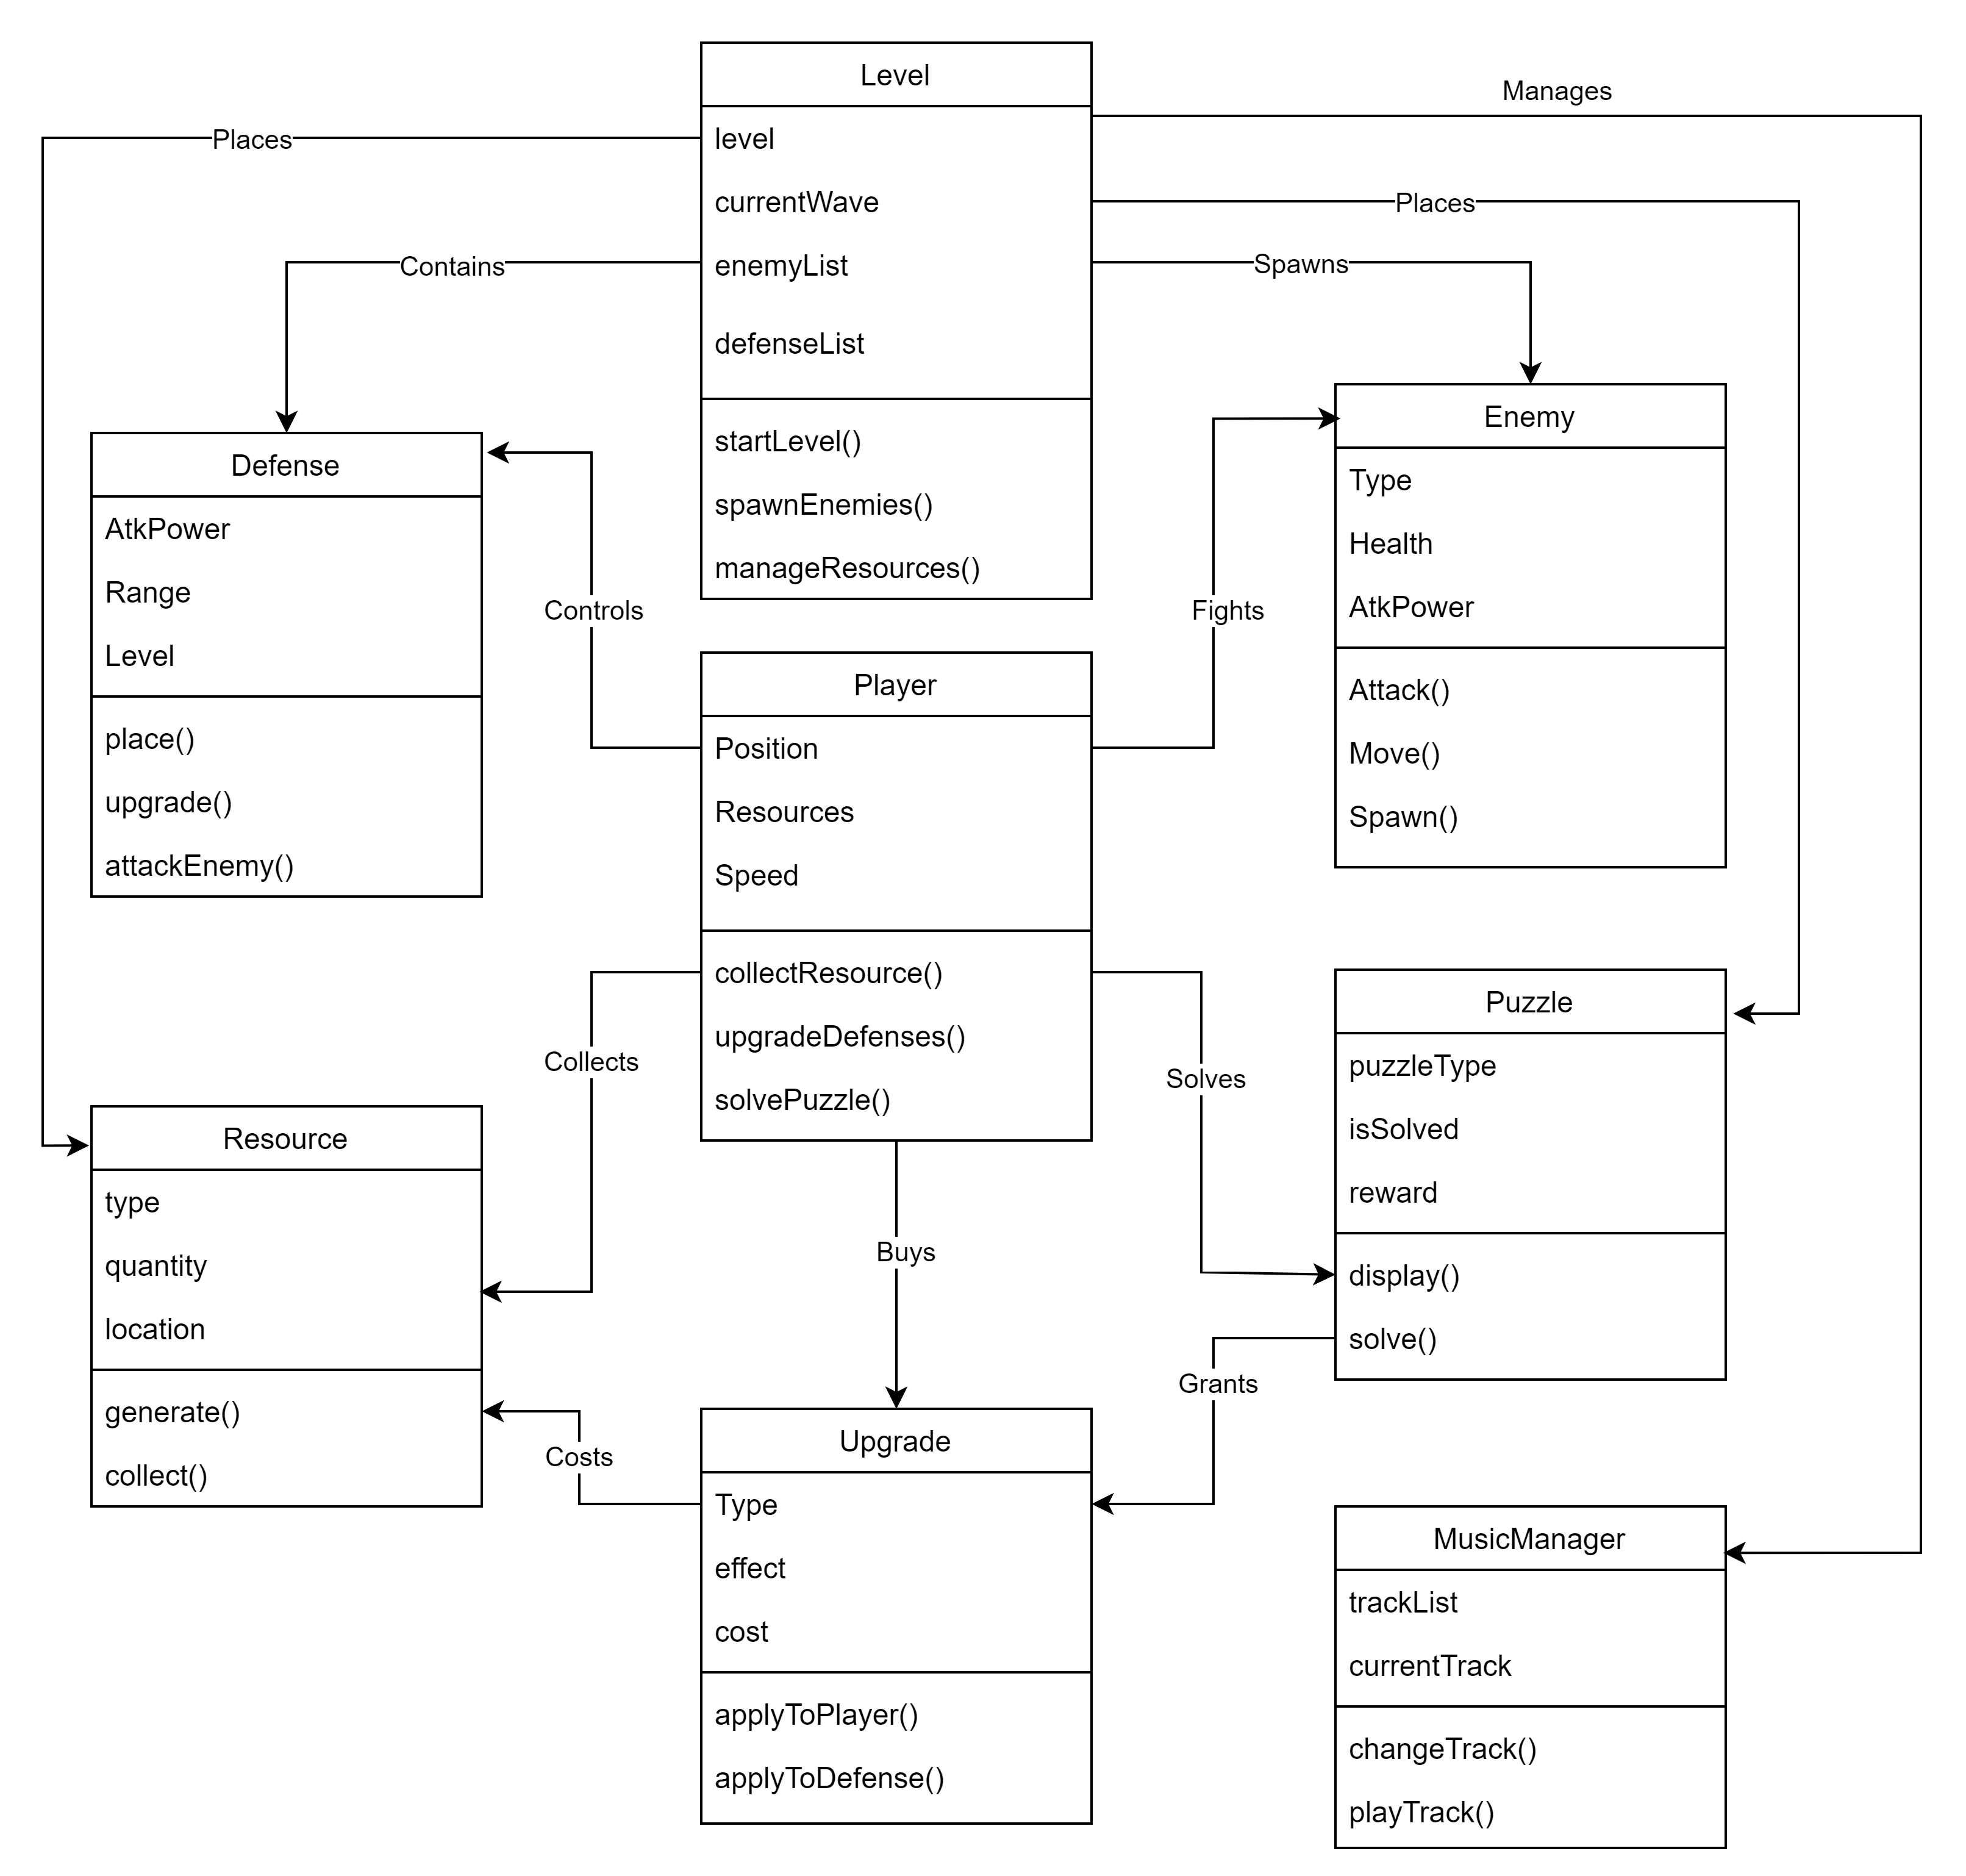 Level
level
currentWave
enemyList
defenseList
startLevel()
spawnEnemies()
manageResources()
Manages
Places
Places
Contains
Spawns
Defense
AtkPower
Range
Level
place()
upgrade()
attackEnemy()
Controls
Fights
Enemy
Type
Health
AtkPower
Attack()
Move()
Spawn()
Player
Position
Resources
Speed
collectResource()
upgradeDefenses()
solvePuzzle()
Collects
Solves
Buys
Puzzle
puzzleType
isSolved
reward
display()
solve()
Resource
type
quantity
location
generate()
collect()
Costs
Grants
Upgrade
Type
effect
cost
applyToPlayer()
applyToDefense()
MusicManager
trackList
currentTrack
changeTrack()
playTrack()